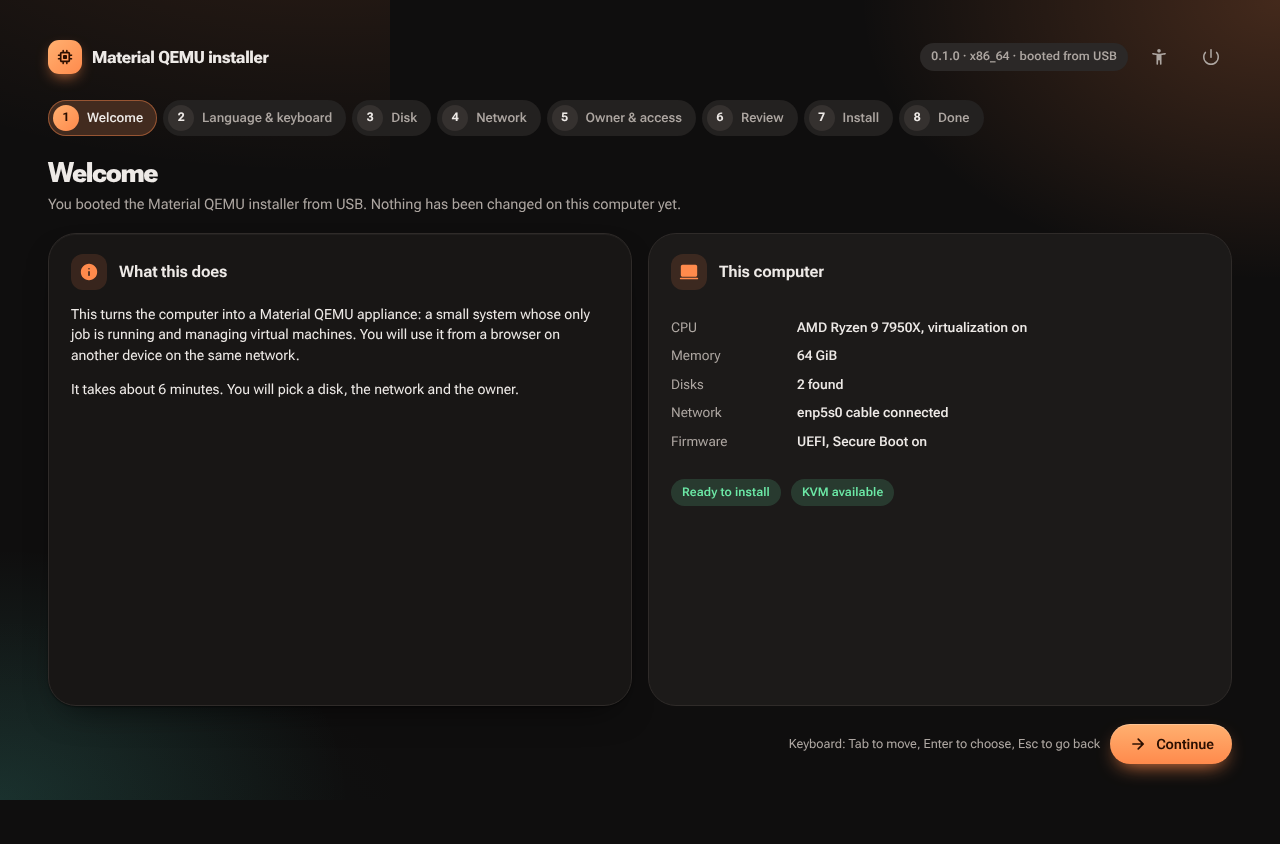 Material QEMU installer
0.1.0 · x86_64 · booted from USB
1 Welcome
2 Language & keyboard
3 Disk
4 Network
5 Owner & access
6 Review
7 Install
8 Done
Welcome
You booted the Material QEMU installer from USB. Nothing has been changed on this computer yet.
What this does
This turns the computer into a Material QEMU appliance: a small system whose only
job is running and managing virtual machines. You will use it from a browser on
another device on the same network.
It takes about 6 minutes. You will pick a disk, the network and the owner.
This computer
CPU AMD Ryzen 9 7950X, virtualization on
Memory 64 GiB
Disks 2 found
Network enp5s0 cable connected
Firmware UEFI, Secure Boot on
Ready to install
KVM available
Keyboard: Tab to move, Enter to choose, Esc to go back
Continue